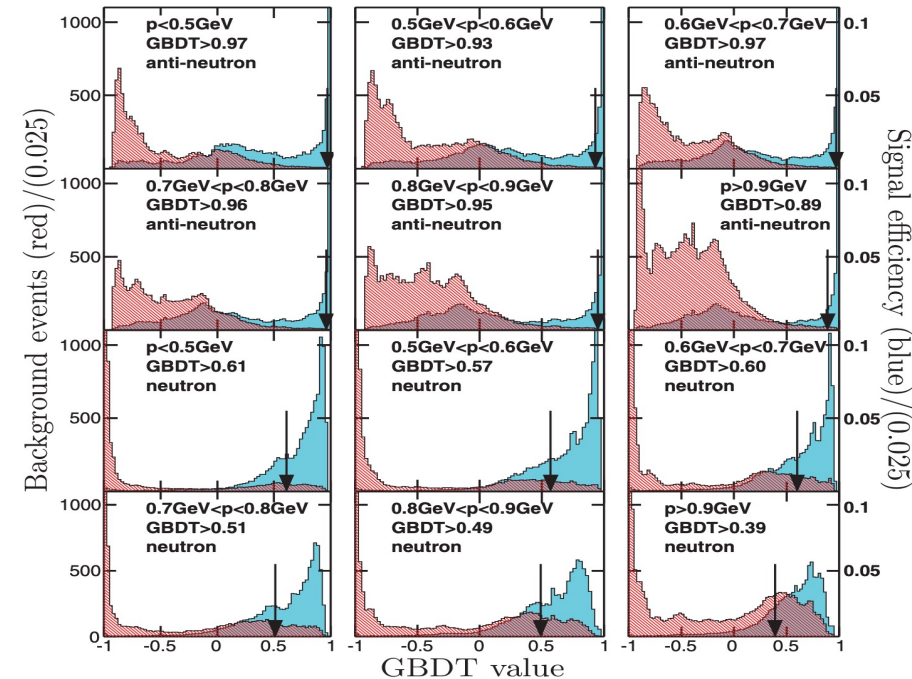 Background events (red)/(0.025)
Signal efficiency (blue)/(0.025)
1000
500
p<0.5GeV
GBDT>0.97
anti-neutron
0.5GeV<p<0.6GeV
GBDT>0.93
anti-neutron
0.6GeV<p<0.7GeV
GBDT>0.97
anti-neutron
0.1
0.05
1000
500
0.7GeV<p<0.8GeV
GBDT>0.96
anti-neutron
0.8GeV<p<0.9GeV
GBDT>0.95
anti-neutron
p>0.9GeV
GBDT>0.89
anti-neutron
0.1
0.05
1000
500
p<0.5GeV
GBDT>0.61
neutron
0.5GeV<p<0.6GeV
GBDT>0.57
neutron
0.6GeV<p<0.7GeV
GBDT>0.60
neutron
0.1
0.05
1000
500
0
0.7GeV<p<0.8GeV
GBDT>0.51
neutron
0.8GeV<p<0.9GeV
GBDT>0.49
neutron
p>0.9GeV
GBDT>0.39
neutron
0.1
0.05
-1 -0.5 0 0.5 1 -1 -0.5 0 0.5 1 -1 -0.5 0 0.5 1
GBDT value